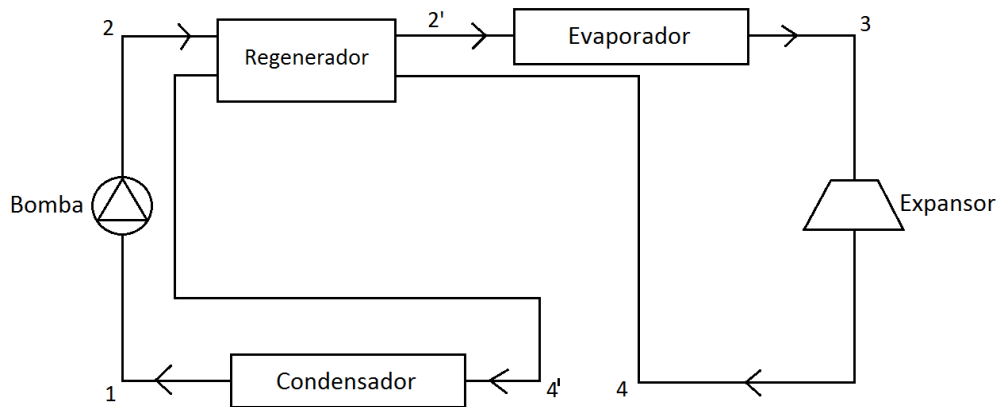 2
Regenerador
2'
Evaporador
3
Bomba
Expansor
1
Condensador
4'
4